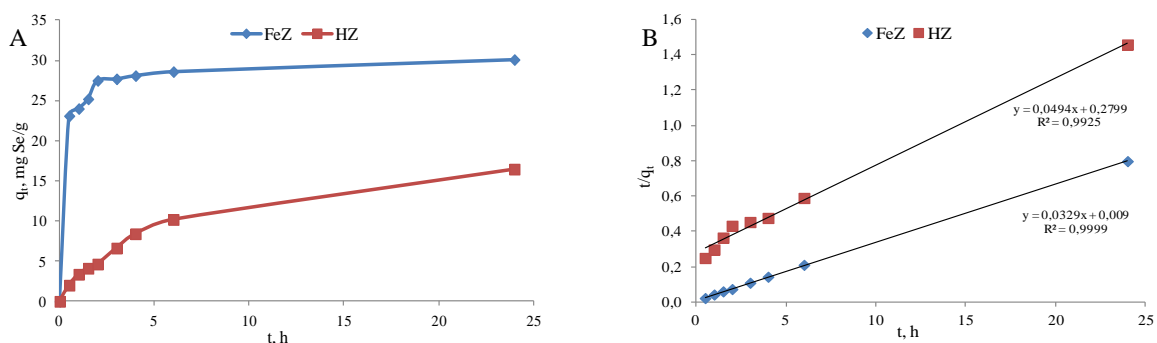 A
FeZ HZ
35
30
25
20
15
10
5
0
qₜ, mg Se/g
0 5 10 15 20 25
t, h
B
FeZ HZ
1,6
1,4
1,2
1,0
0,8
0,6
0,4
0,2
0,0
t/qₜ
y = 0,0494x + 0,2799
R² = 0,9925
y = 0,0329x + 0,009
R² = 0,9999
0 5 10 15 20 25
t, h